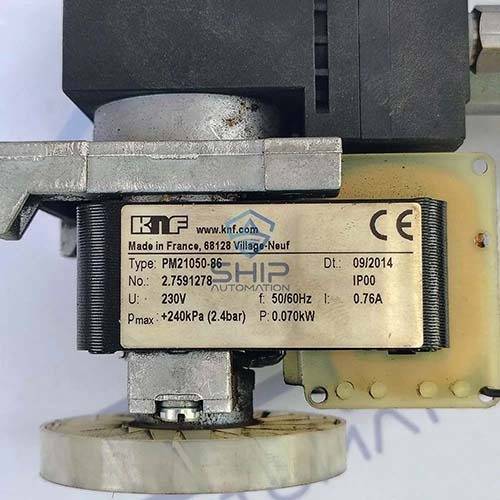 KNF www.knf.com CE
Made in France, 68128 Village-Neuf
Type: PM21050-86 Dt.: 09/2014
No.: 2.7591278 IP00
U: 230V f: 50/60Hz I: 0.76A
pmax: +240kPa (2.4bar) P: 0.070kW
SHIP
AUTOMATION